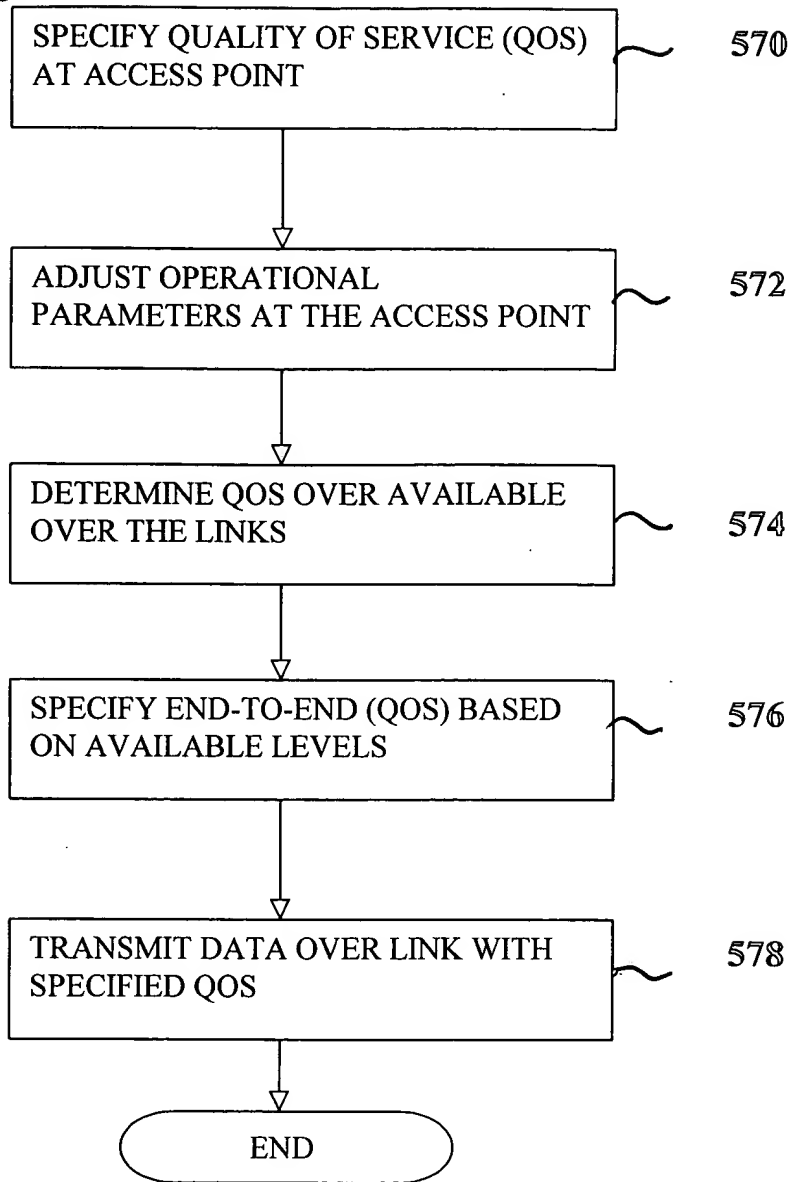 SPECIFY QUALITY OF SERVICE (QOS)
AT ACCESS POINT
570
ADJUST OPERATIONAL
PARAMETERS AT THE ACCESS POINT
572
DETERMINE QOS OVER AVAILABLE
OVER THE LINKS
574
SPECIFY END-TO-END (QOS) BASED
ON AVAILABLE LEVELS
576
TRANSMIT DATA OVER LINK WITH
SPECIFIED QOS
578
END